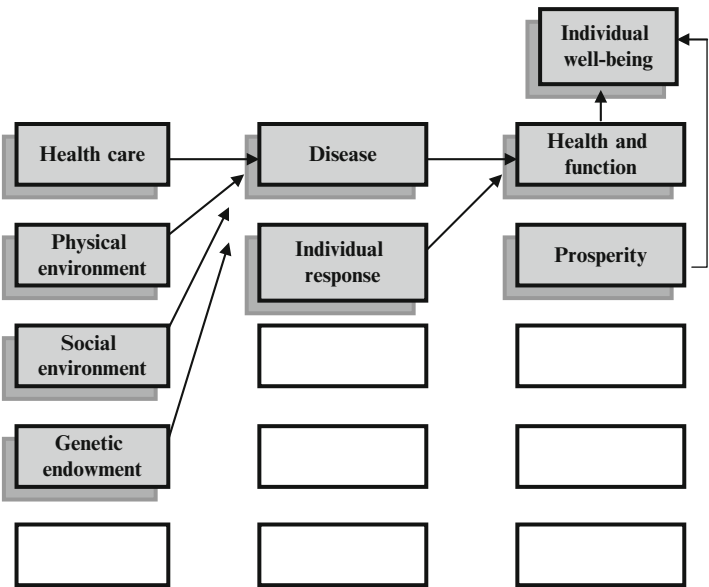 Individual
well-being
Health care
Disease
Health and
function
Physical
environment
Individual
response
Prosperity
Social
environment
Genetic
endowment